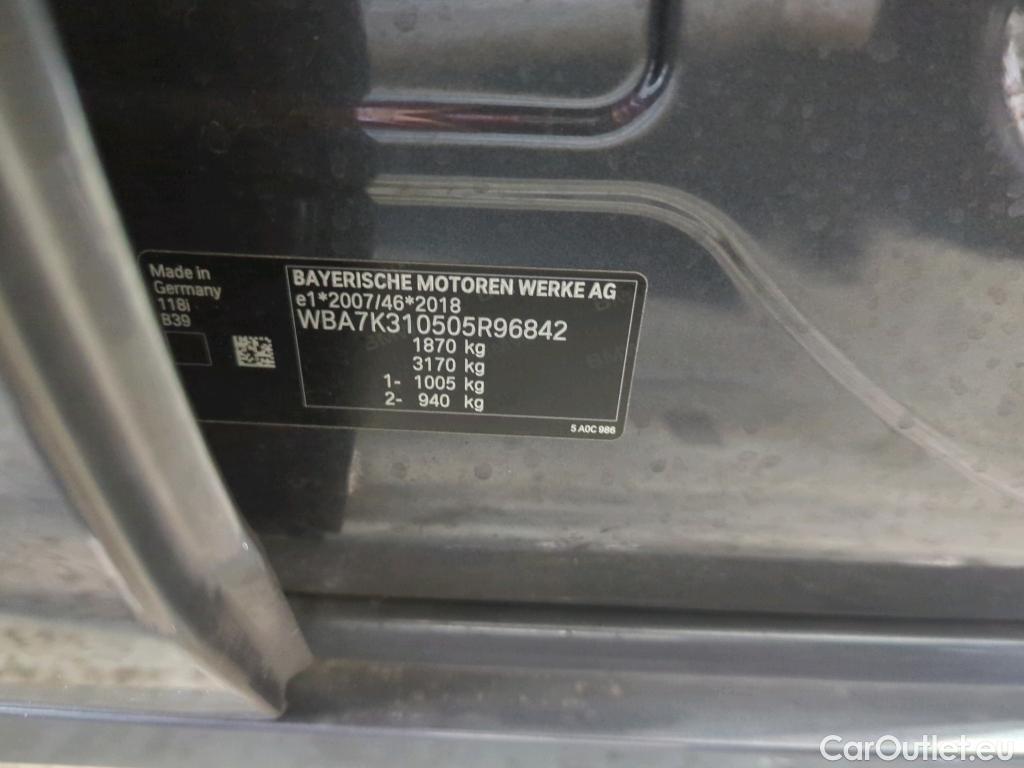 Made in
Germany
118i
B39
BAYERISCHE MOTOREN WERKE AG
e1*2007/46*2018
WBA7K310505R96842
1870 kg
3170 kg
1- 1005 kg
2- 940 kg
5 A0C 986
CarOutlet.eu